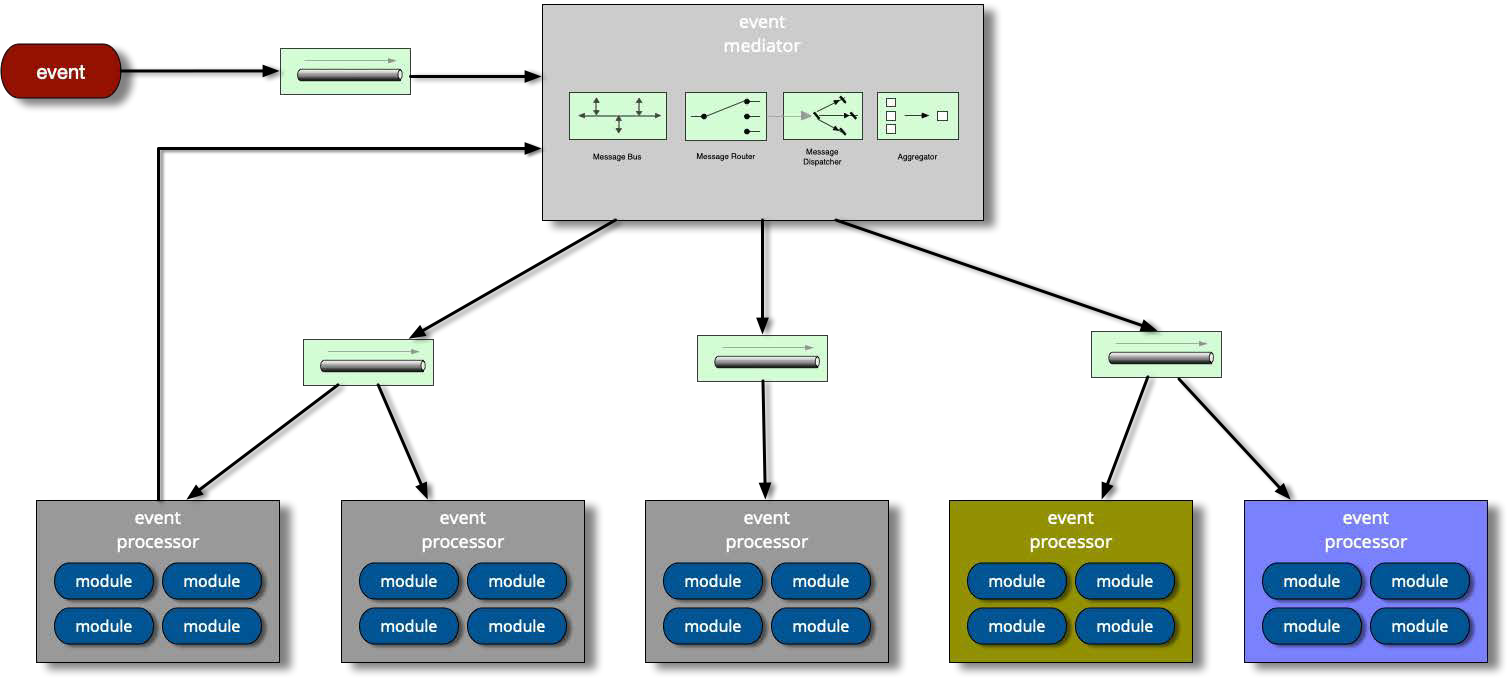 event
mediator
event
Message Bus
Message Router
Message
Dispatcher
Aggregator
event
processor
module module
module module
event
processor
module module
module module
event
processor
module module
module module
event
processor
module module
module module
event
processor
module module
module module